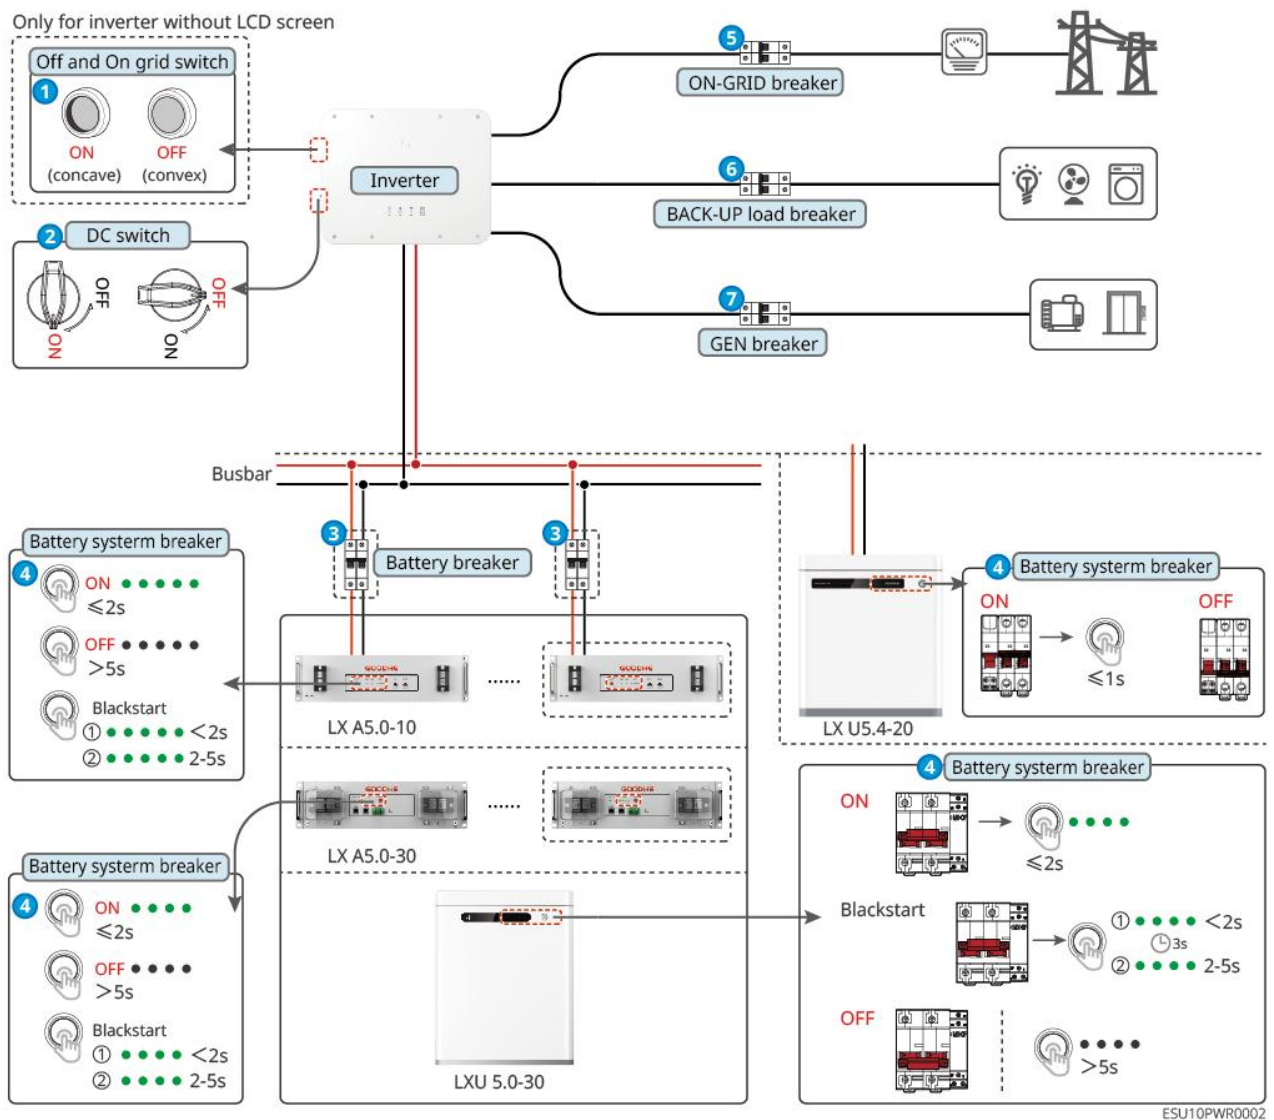 Only for inverter without LCD screen
Off and On grid switch
1
ON
OFF
(concave)
(convex)
2
DC switch
OFF
ON
OFF
ON
Inverter
5
ON-GRID breaker
6
BACK-UP load breaker
7
GEN breaker
Busbar
3
Battery breaker
3
Battery systerm breaker
4
ON
≤2s
OFF
>5s
Blackstart
① <2s
② 2-5s
GOODWE
GOODWE
LX A5.0-10
GOODWE
GOODWE
LX A5.0-30
LXU 5.0-30
Battery systerm breaker
4
ON
≤2s
OFF
>5s
Blackstart
① <2s
② 2-5s
LX U5.4-20
4
Battery systerm breaker
ON
OFF
≤1s
4
Battery systerm breaker
ON
≤2s
Blackstart
① <2s
3s
② 2-5s
OFF
>5s
ESU10PWR0002